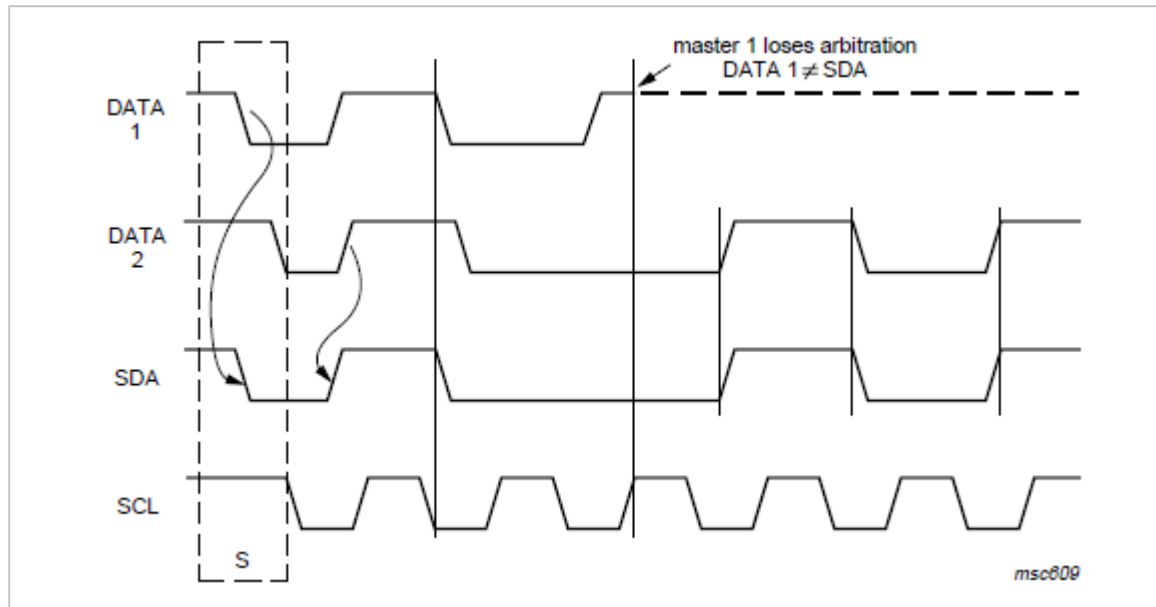 master 1 loses arbitration
DATA 1 ≠ SDA
DATA
1
DATA
2
SDA
SCL
S
msc609